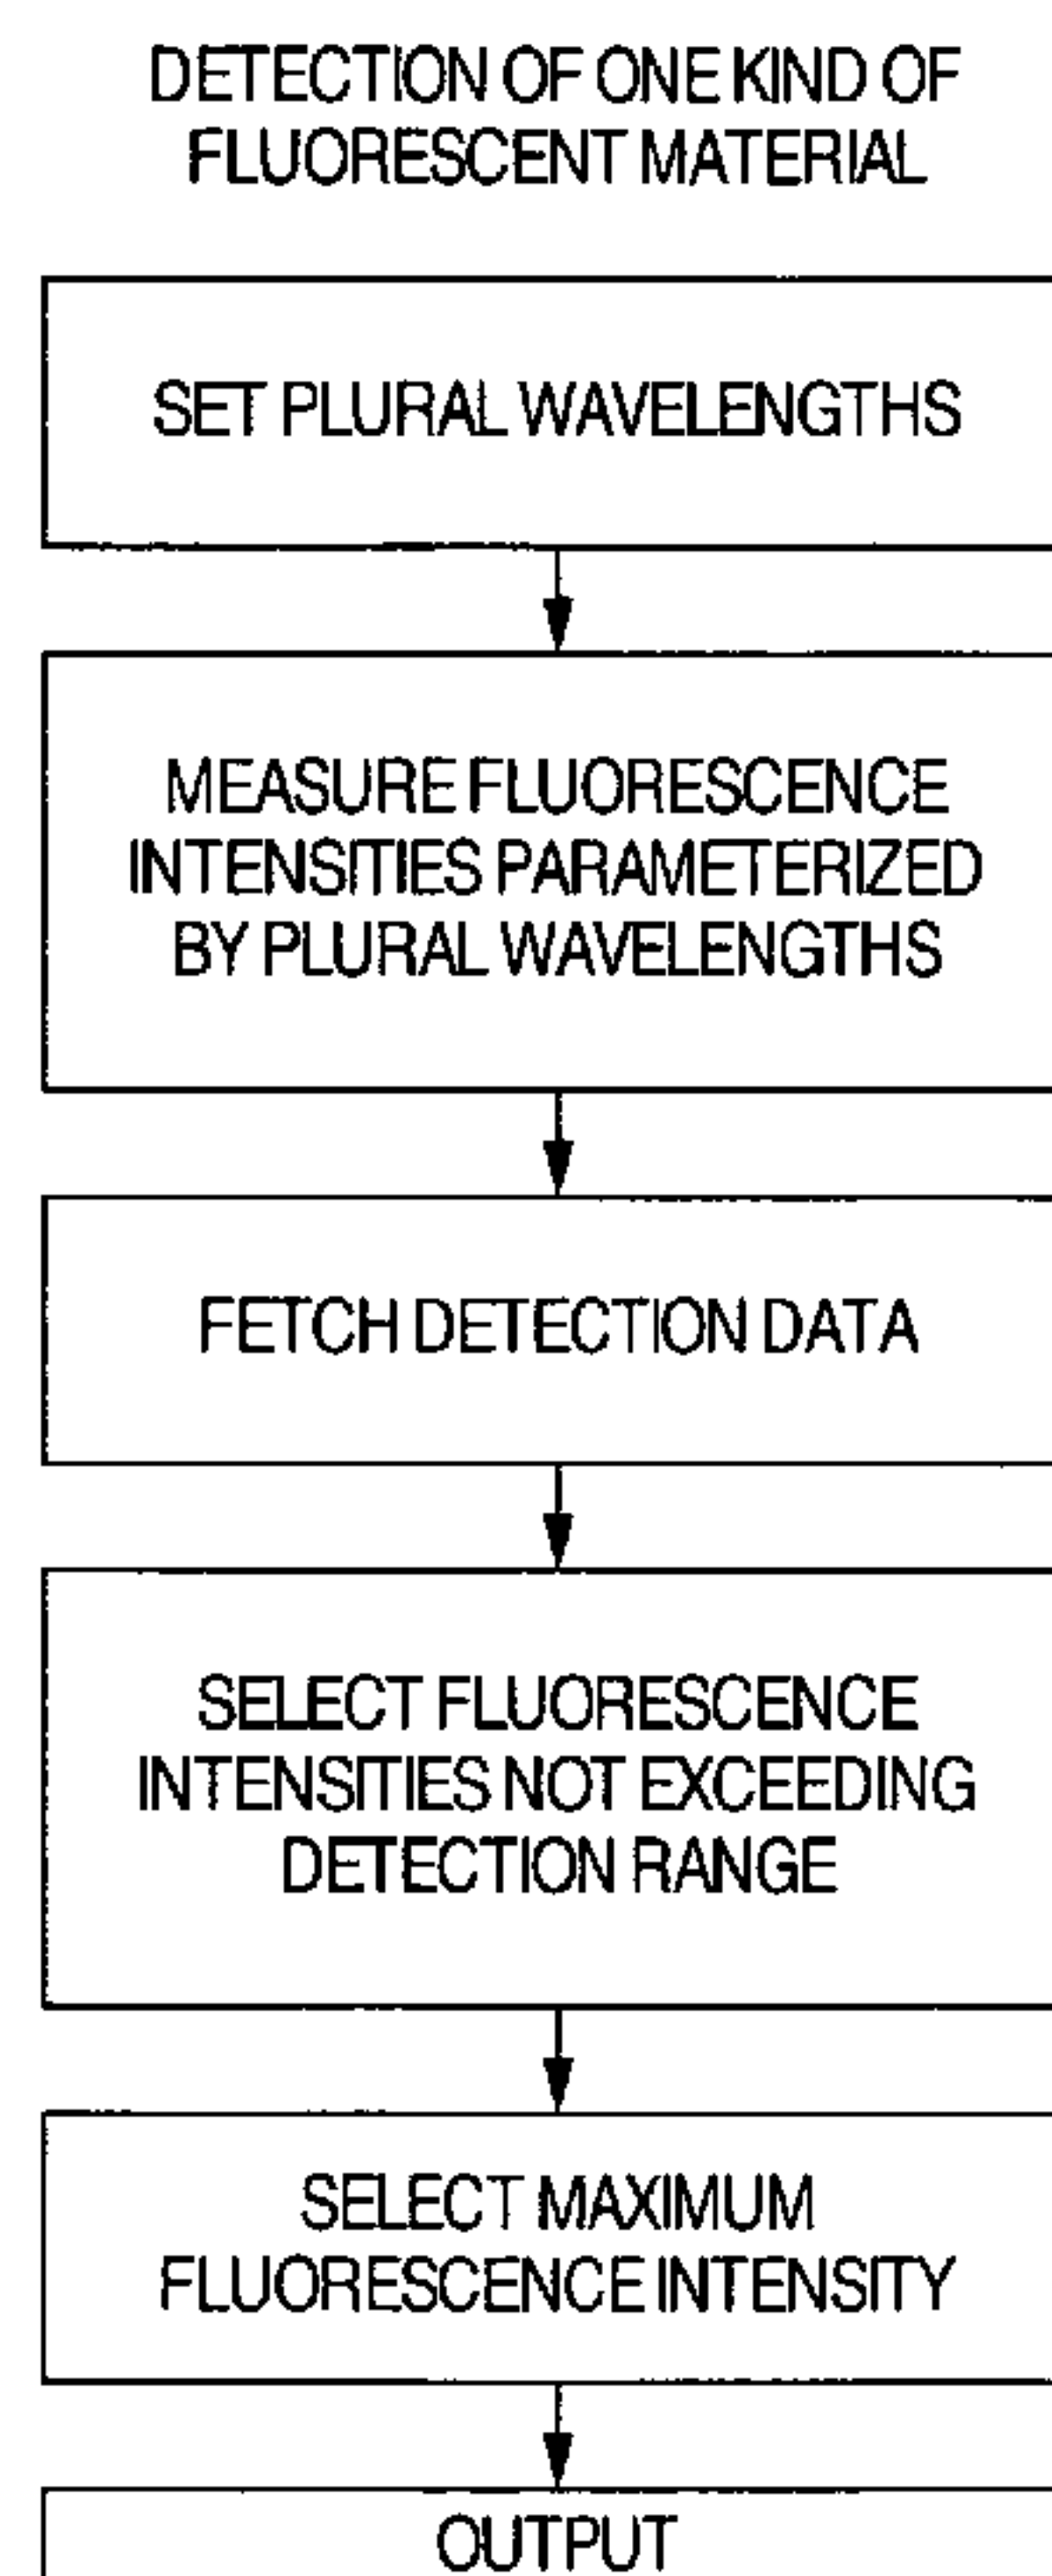 DETECTION OF ONE KIND OF
FLUORESCENT MATERIAL
SET PLURAL WAVELENGTHS
MEASURE FLUORESCENCE
INTENSITIES PARAMETERIZED
BY PLURAL WAVELENGTHS
FETCH DETECTION DATA
SELECT FLUORESCENCE
INTENSITIES NOT EXCEEDING
DETECTION RANGE
SELECT MAXIMUM
FLUORESCENCE INTENSITY
OUTPUT